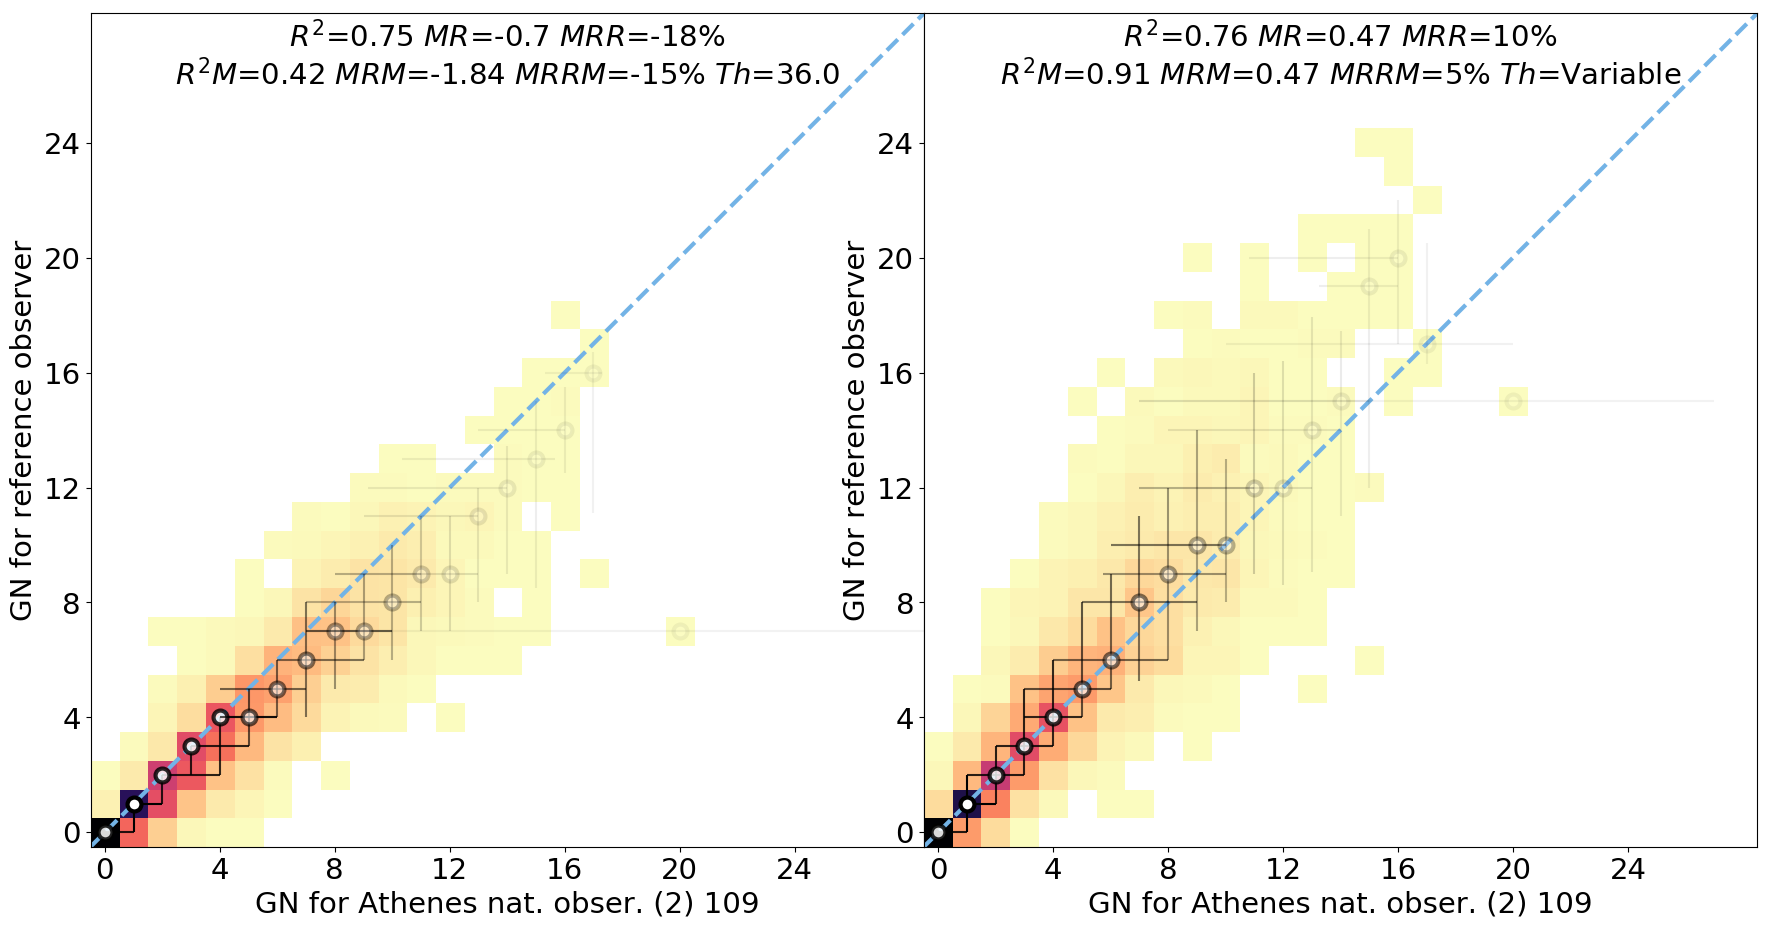 R²=0.75 MR=-0.7 MRR=-18%
R²M=0.42 MRM=-1.84 MRRM=-15% Th=36.0
GN for reference observer
24
20
16
12
8
4
0
0 4 8 12 16 20 24
GN for Athenes nat. obser. (2) 109
R²=0.76 MR=0.47 MRR=10%
R²M=0.91 MRM=0.47 MRRM=5% Th=Variable
GN for reference observer
24
20
16
12
8
4
0
0 4 8 12 16 20 24
GN for Athenes nat. obser. (2) 109